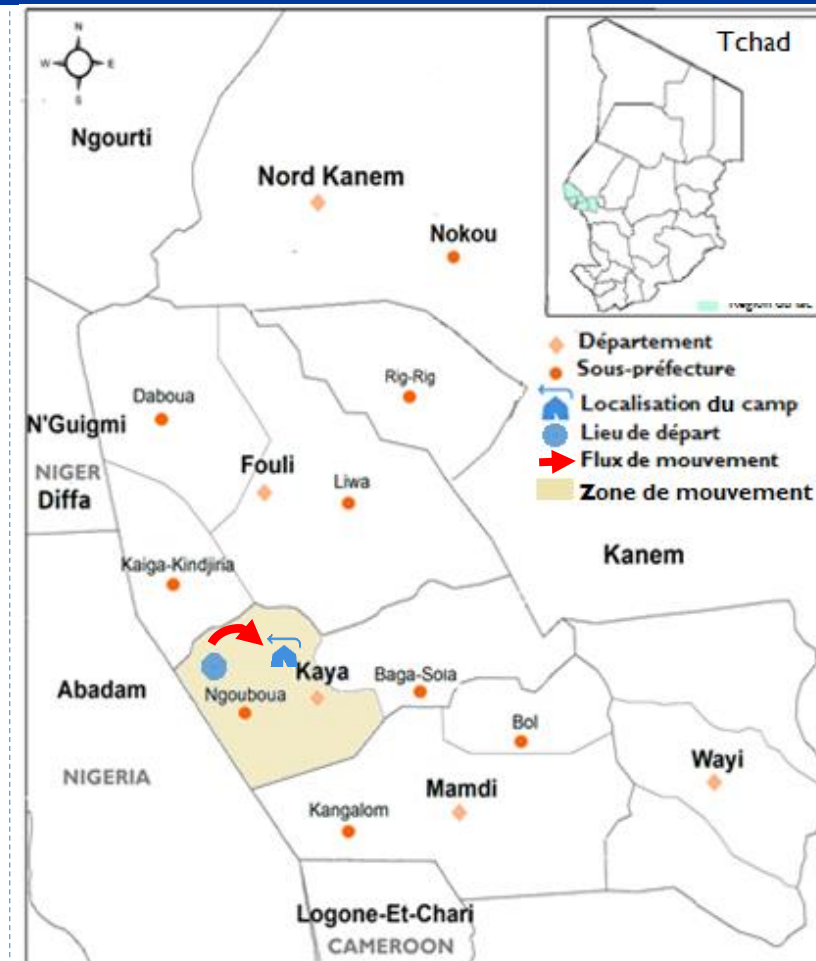 N
W E
S
Tchad
Ngourti
Nord Kanem
Nokou
Département
Sous-préfecture
Localisation du camp
Lieu de départ
Flux de mouvement
Zone de mouvement
Rig-Rig
Daboua
N'Guigmi
NIGER
Diffa
Fouli
Liwa
Kanem
Kaiga-Kindjiria
Abadam
Kaya
Ngouboua
Baga-Sola
Bol
NIGERIA
Mamdi
Wayi
Kangalom
Logone-Et-Chari
CAMEROON